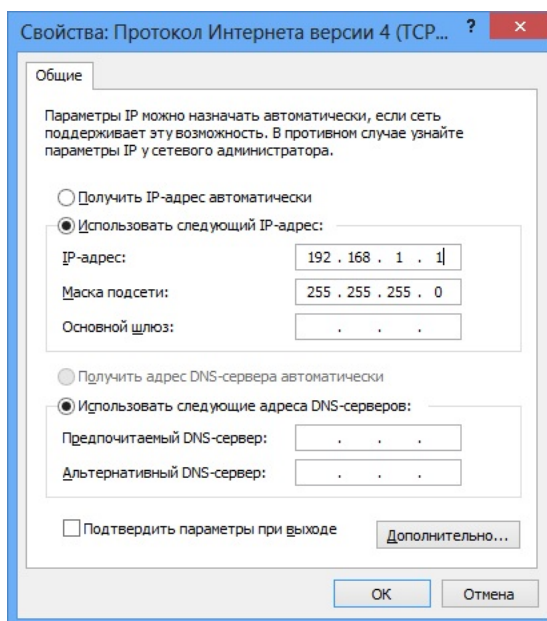 Свойства: Протокол Интернета версии 4 (TCP... ? ×
Общие
Параметры IP можно назначать автоматически, если сеть
поддерживает эту возможность. В противном случае узнайте
параметры IP у сетевого администратора.
Получить IP-адрес автоматически
Использовать следующий IP-адрес:
IP-адрес: 192 . 168 . 1 . 1
Маска подсети: 255 . 255 . 255 . 0
Основной шлюз: . . .
Получить адрес DNS-сервера автоматически
Использовать следующие адреса DNS-серверов:
Предпочитаемый DNS-сервер: . . .
Альтернативный DNS-сервер: . . .
Подтвердить параметры при выходе
Дополнительно...
ОК Отмена